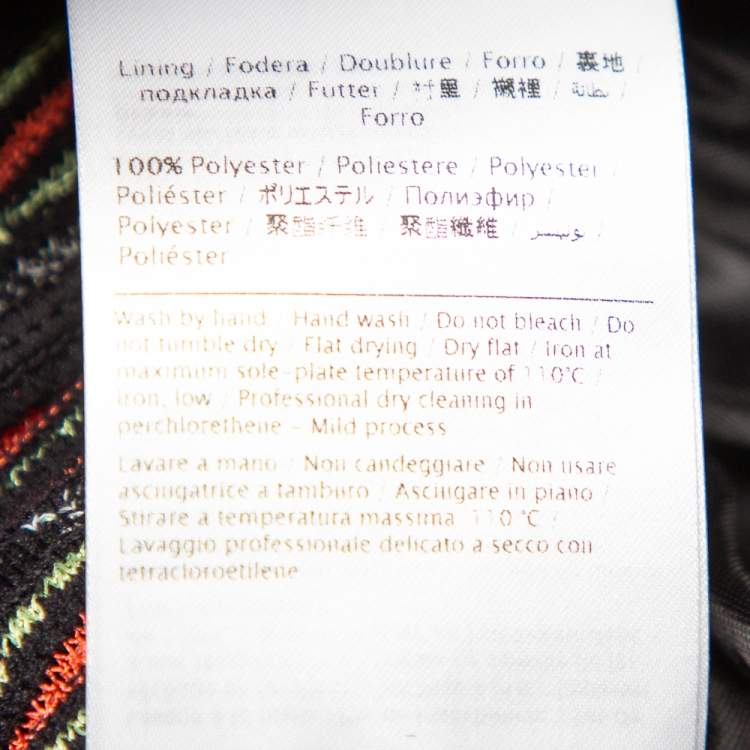 Lining / Fodera / Doublure / Forro / 裏地 /
подкладка / Futter / 衬里 / 襯裡 / بطانة /
Forro
100% Polyester / Poliestere / Polyester /
Poliéster / ポリエステル / Полиэфир /
Polyester / 聚酯纤维 / 聚酯纖維 / بوليستر /
Poliéster
Wash by hand / Hand wash / Do not bleach / Do
not tumble dry / Flat drying / Dry flat / Iron at
maximum sole-plate temperature of 110°C /
Iron, low / Professional dry cleaning in
perchlorethene - Mild process
Lavare a mano / Non candeggiare / Non usare
asciugatrice a tamburo / Asciugare in piano /
Stirare a temperatura massima 110 °C /
Lavaggio professionale delicato a secco con
tetracloroetilene